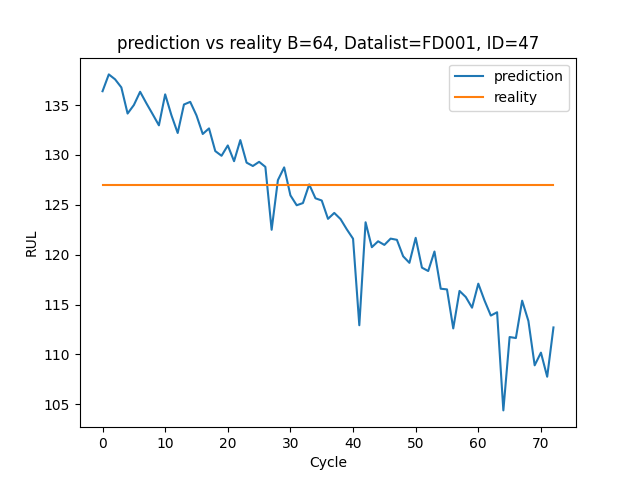 prediction vs reality B=64, Datalist=FD001, ID=47
prediction
reality
135
130
125
120
115
110
105
RUL
0 10 20 30 40 50 60 70
Cycle